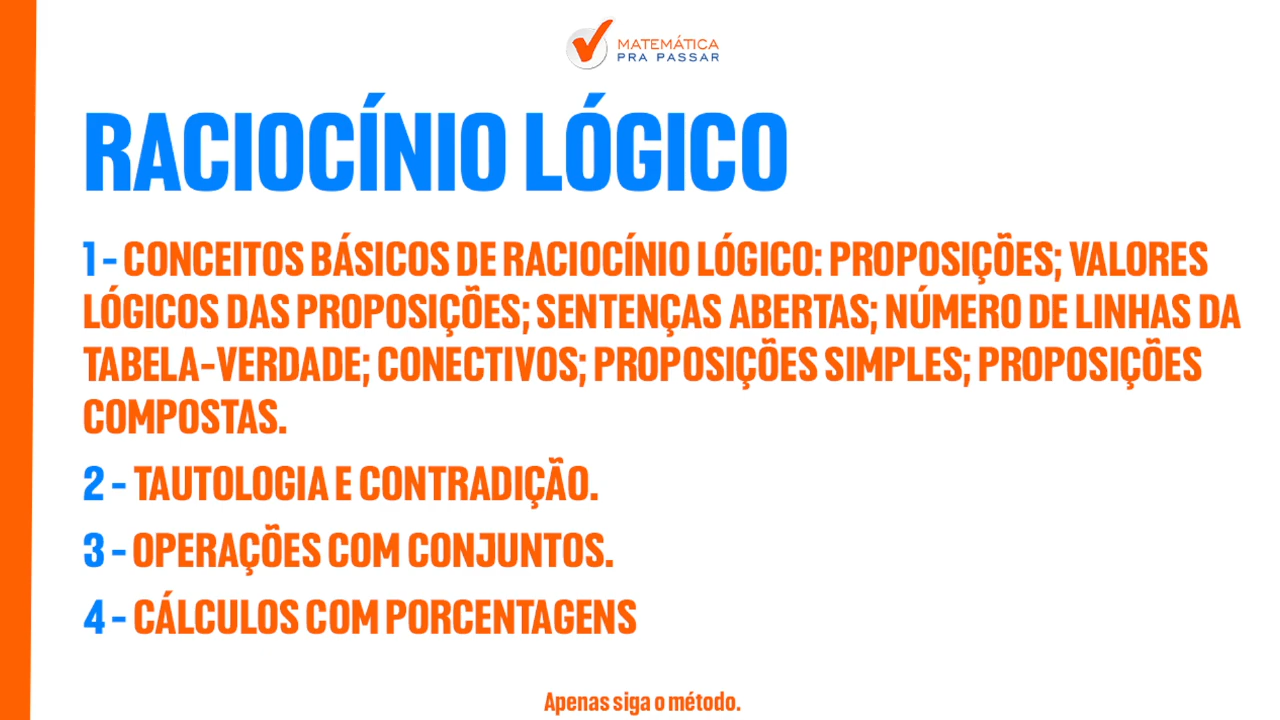 MATEMÁTICA
PRA PASSAR
RACIOCÍNIO LÓGICO
1 - CONCEITOS BÁSICOS DE RACIOCÍNIO LÓGICO: PROPOSIÇÕES; VALORES
LÓGICOS DAS PROPOSIÇÕES; SENTENÇAS ABERTAS; NÚMERO DE LINHAS DA
TABELA-VERDADE; CONECTIVOS; PROPOSIÇÕES SIMPLES; PROPOSIÇÕES
COMPOSTAS.
2 - TAUTOLOGIA E CONTRADIÇÃO.
3 - OPERAÇÕES COM CONJUNTOS.
4 - CÁLCULOS COM PORCENTAGENS
Apenas siga o método.